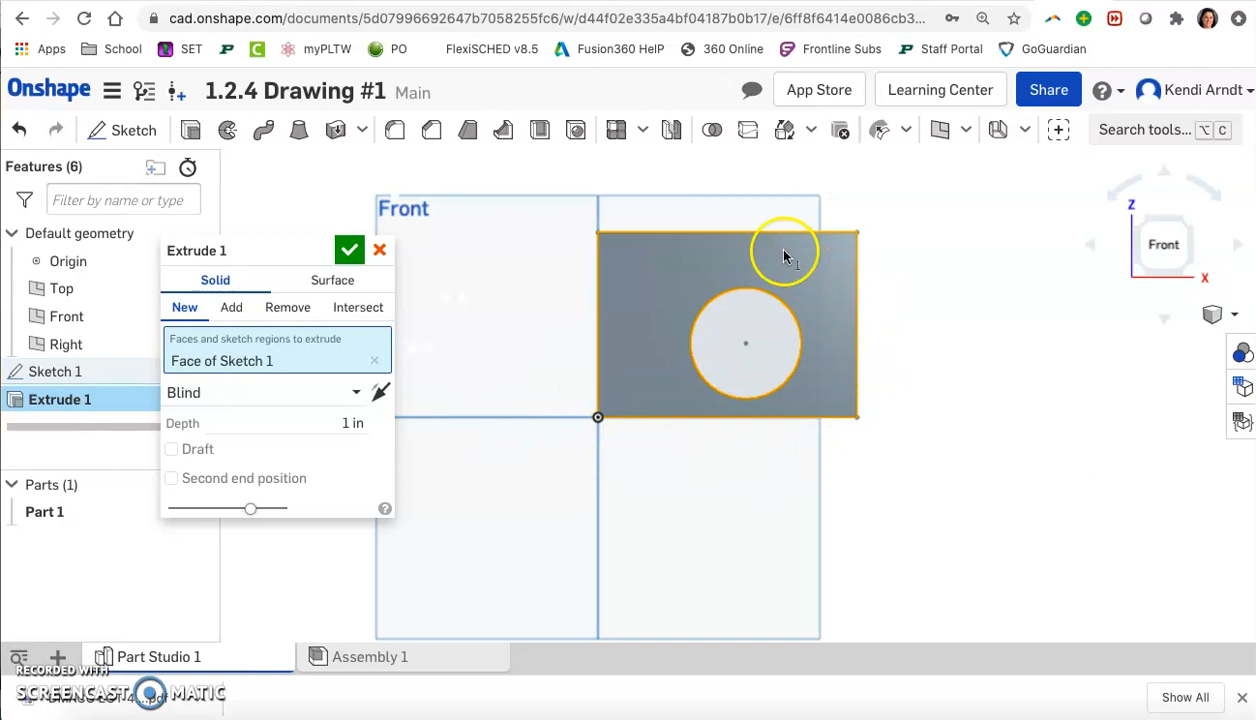 cad.onshape.com/documents/5d07996692647b7058255fc6/w/d44f02e335a4bf04187b0b17/e/6ff8f6414e0086cb3...
Apps School SET myPLTW PO FlexiSCHED v8.5 Fusion360 HelP 360 Online Frontline Subs Staff Portal GoGuardian
Onshape 1.2.4 Drawing #1 Main App Store Learning Center Share Kendi Arndt
Sketch Search tools... ⌥ C
Features (6)
Filter by name or type
Default geometry
Origin
Top
Front
Right
Sketch 1
Extrude 1
Parts (1)
Part 1
Extrude 1
Solid Surface
New Add Remove Intersect
Faces and sketch regions to extrude
Face of Sketch 1
Blind
Depth 1 in
Draft
Second end position
Front
1
Z
Front
X
Part Studio 1 Assembly 1
RECORDED WITH
SCREENCAST MATIC
Show All